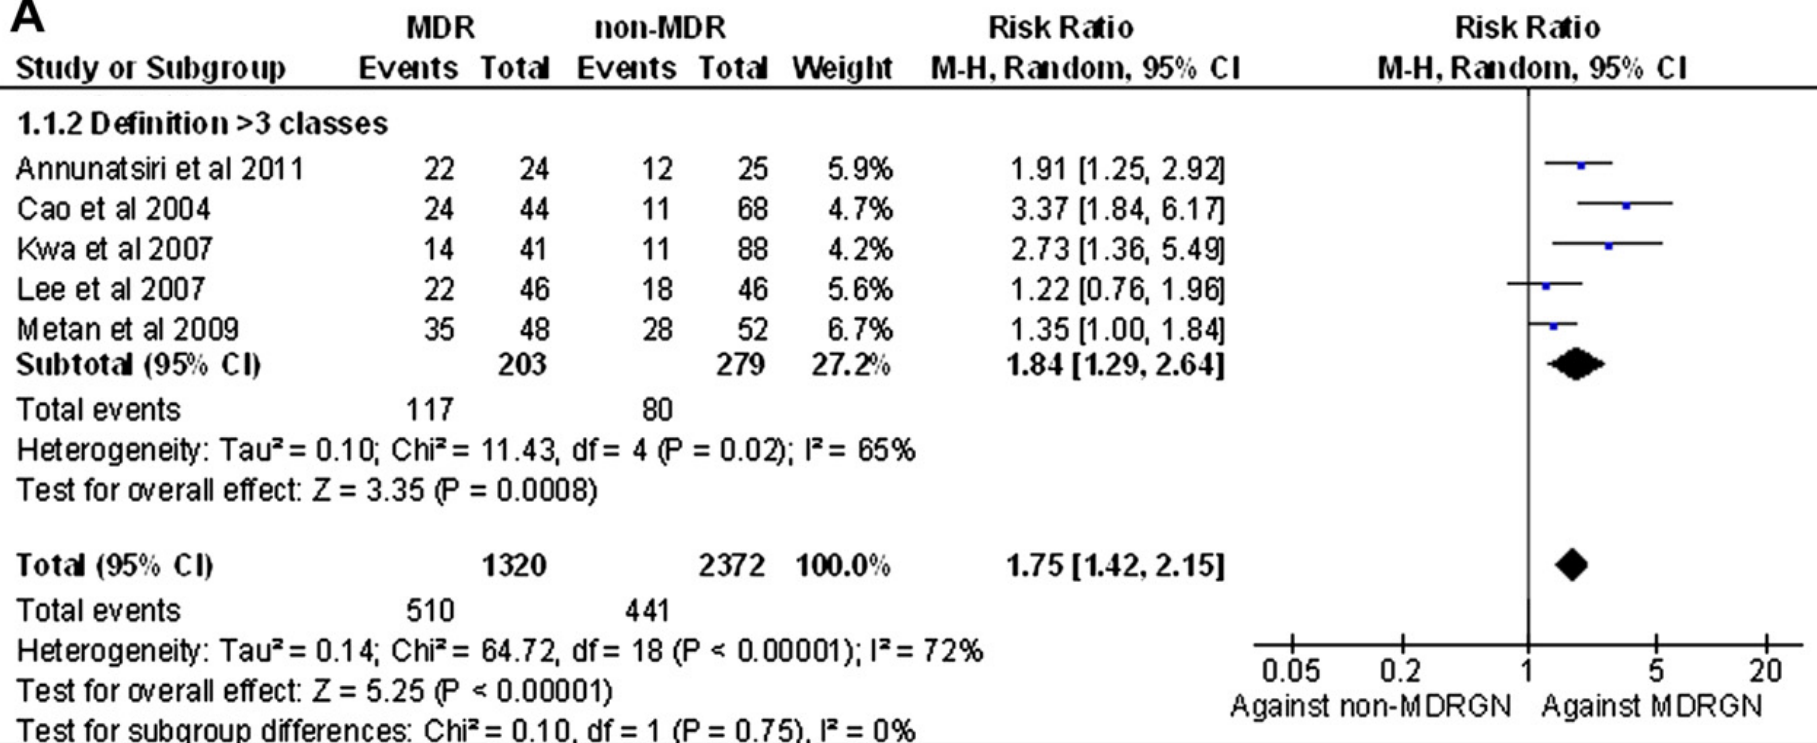 A
MDR non-MDR Risk Ratio Risk Ratio
Study or Subgroup Events Total Events Total Weight M-H, Random, 95% CI M-H, Random, 95% CI
1.1.2 Definition >3 classes
Annunatsiri et al 2011 22 24 12 25 5.9% 1.91 [1.25, 2.92]
Cao et al 2004 24 44 11 68 4.7% 3.37 [1.84, 6.17]
Kwa et al 2007 14 41 11 88 4.2% 2.73 [1.36, 5.49]
Lee et al 2007 22 46 18 46 5.6% 1.22 [0.76, 1.96]
Metan et al 2009 35 48 28 52 6.7% 1.35 [1.00, 1.84]
Subtotal (95% CI) 203 279 27.2% 1.84 [1.29, 2.64]
Total events 117 80
Heterogeneity: Tau² = 0.10; Chi² = 11.43, df = 4 (P = 0.02); I² = 65%
Test for overall effect: Z = 3.35 (P = 0.0008)
Total (95% CI) 1320 2372 100.0% 1.75 [1.42, 2.15]
Total events 510 441
Heterogeneity: Tau² = 0.14; Chi² = 64.72, df = 18 (P < 0.00001); I² = 72%
Test for overall effect: Z = 5.25 (P < 0.00001)
Test for subgroup differences: Chi² = 0.10, df = 1 (P = 0.75), I² = 0%
0.05 0.2 1 5 20
Against non-MDRGN Against MDRGN